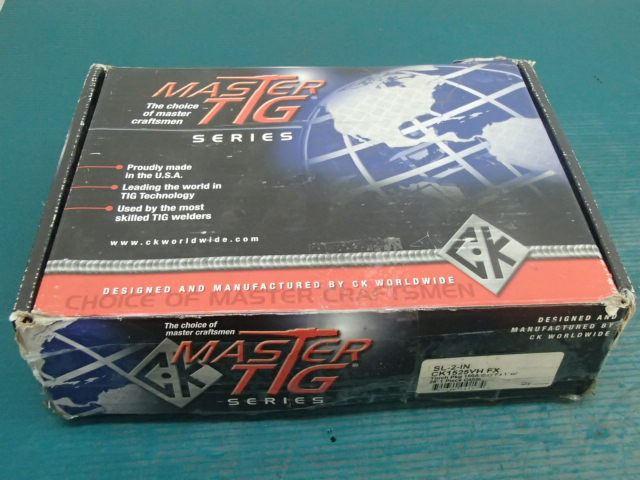 MASTER
TIG
The choice
of master
craftsmen
SERIES
Proudly made
in the U.S.A.
Leading the world in
TIG Technology
Used by the most
skilled TIG welders
www.ckworldwide.com
CK
DESIGNED AND MANUFACTURED BY CK WORLDWIDE
CHOICE OF MASTER CRAFTSMEN
The choice of
master craftsmen
CK
MASTER
TIG
SERIES
SL-2-IN
CK1525VH FX
DESIGNED AND
MANUFACTURED BY
CK WORLDWIDE